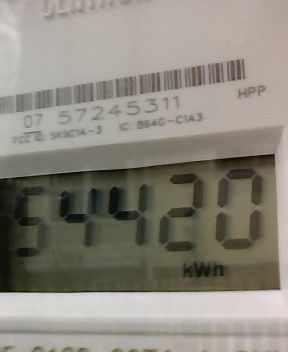 07 57245311
HPP
FCC ID: SK9C1A-3 IC: 864G-C1A3
54420
kWh